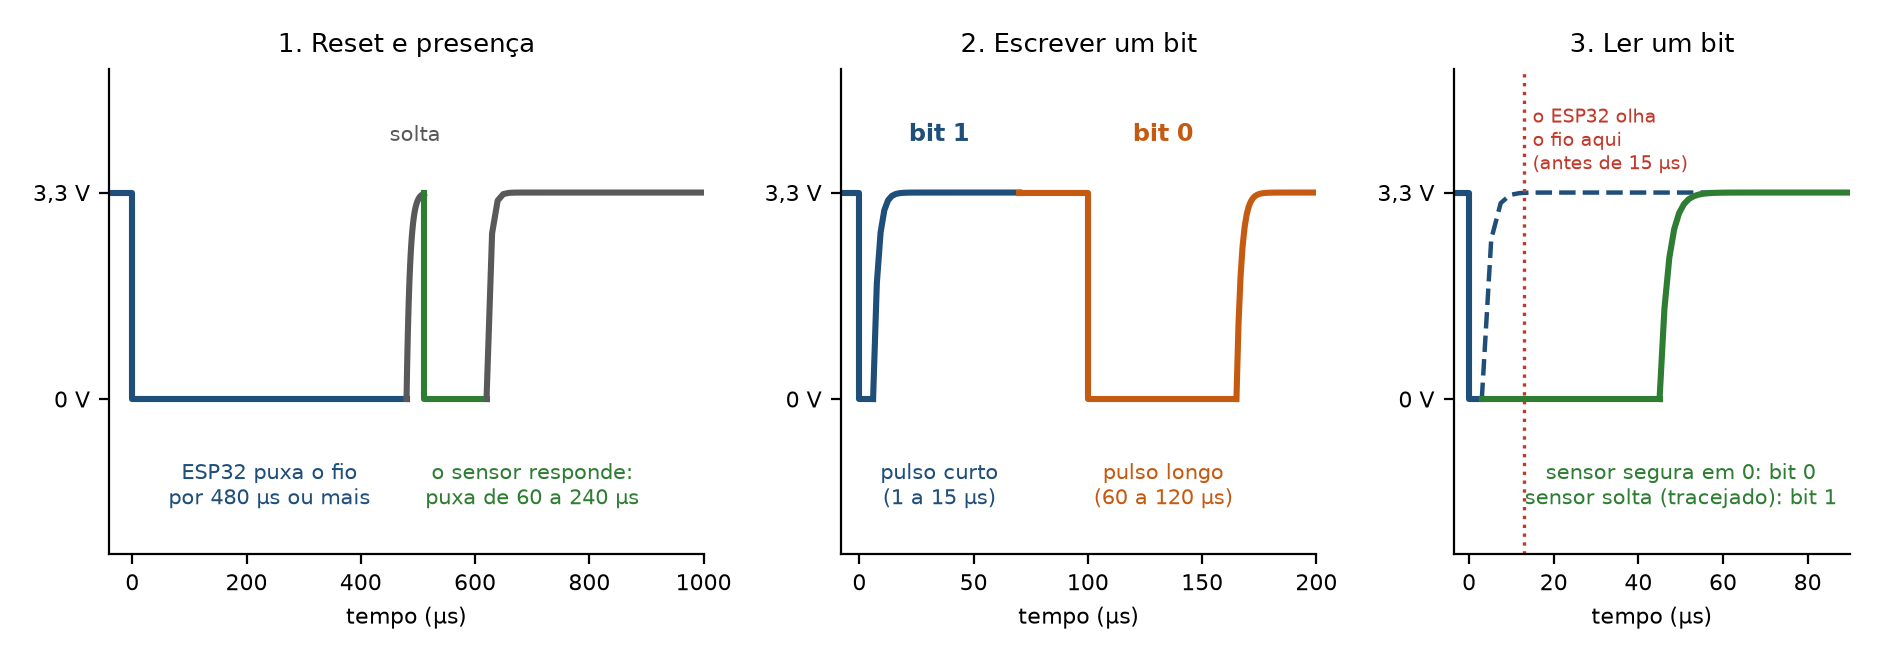 1. Reset e presença
solta
3,3 V
0 V
ESP32 puxa o fio
por 480 µs ou mais
o sensor responde:
puxa de 60 a 240 µs
0 200 400 600 800 1000
tempo (µs)
2. Escrever um bit
bit 1
bit 0
3,3 V
0 V
pulso curto
(1 a 15 µs)
pulso longo
(60 a 120 µs)
0 50 100 150 200
tempo (µs)
3. Ler um bit
o ESP32 olha
o fio aqui
(antes de 15 µs)
3,3 V
0 V
sensor segura em 0: bit 0
sensor solta (tracejado): bit 1
0 20 40 60 80
tempo (µs)